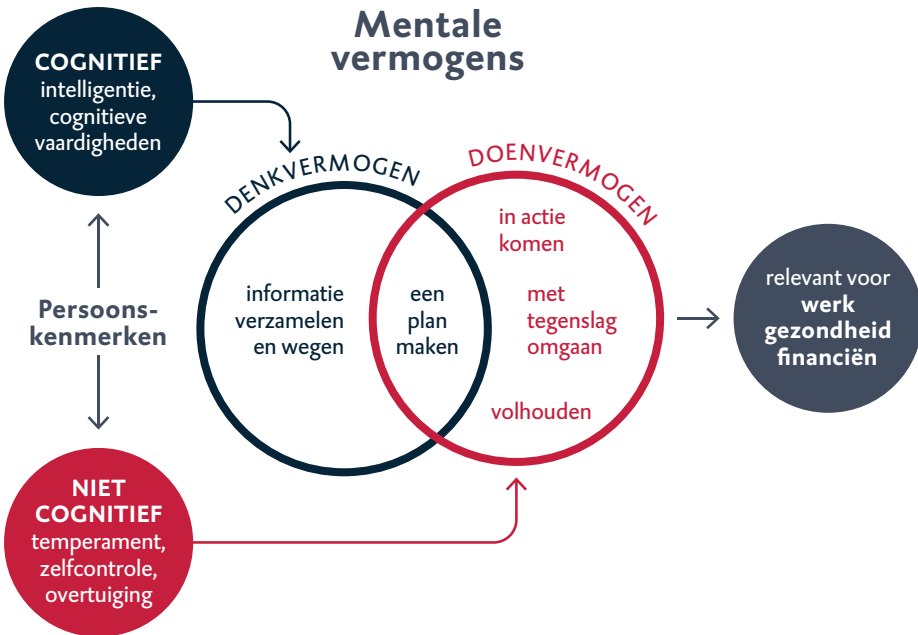 Mentale
vermogens
COGNITIEF
intelligentie,
cognitieve
vaardigheden
Persoons-
kenmerken
NIET
COGNITIEF
temperament,
zelfcontrole,
overtuiging
DENKVERMOGEN
informatie
verzamelen
en wegen
een
plan
maken
DOENVERMOGEN
in actie
komen
met
tegenslag
omgaan
volhouden
relevant voor
werk
gezondheid
financiën